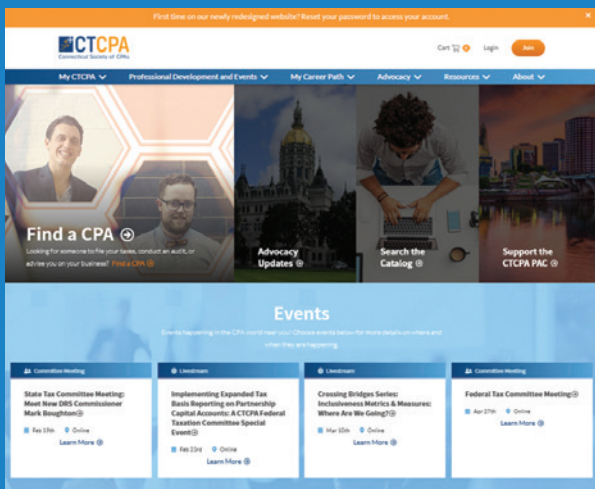 First time on our newly redesigned website? Reset your password to access your account.
CTCPA
Connecticut Society of CPAs
Cart 0 Login Join
My CTCPA Professional Development and Events My Career Path Advocacy Resources About
Find a CPA
Looking for someone to file your taxes, conduct an audit, or
advise you on your business? Find a CPA
Advocacy
Updates
Search the
Catalog
Support the
CTCPA PAC
Events
Events happening in the CPA world near you! Choose events below for more details on where and
when they are happening.
Committee Meeting
State Tax Committee Meeting:
Meet New DRS Commissioner
Mark Boughton
Feb 19th Online
Learn More
Livestream
Implementing Expanded Tax
Basis Reporting on Partnership
Capital Accounts: A CTCPA Federal
Taxation Committee Special
Event
Feb 23rd Online
Learn More
Livestream
Crossing Bridges Series:
Inclusiveness Metrics & Measures:
Where Are We Going?
Mar 10th Online
Learn More
Committee Meeting
Federal Tax Committee Meeting
Apr 27th Online
Learn More